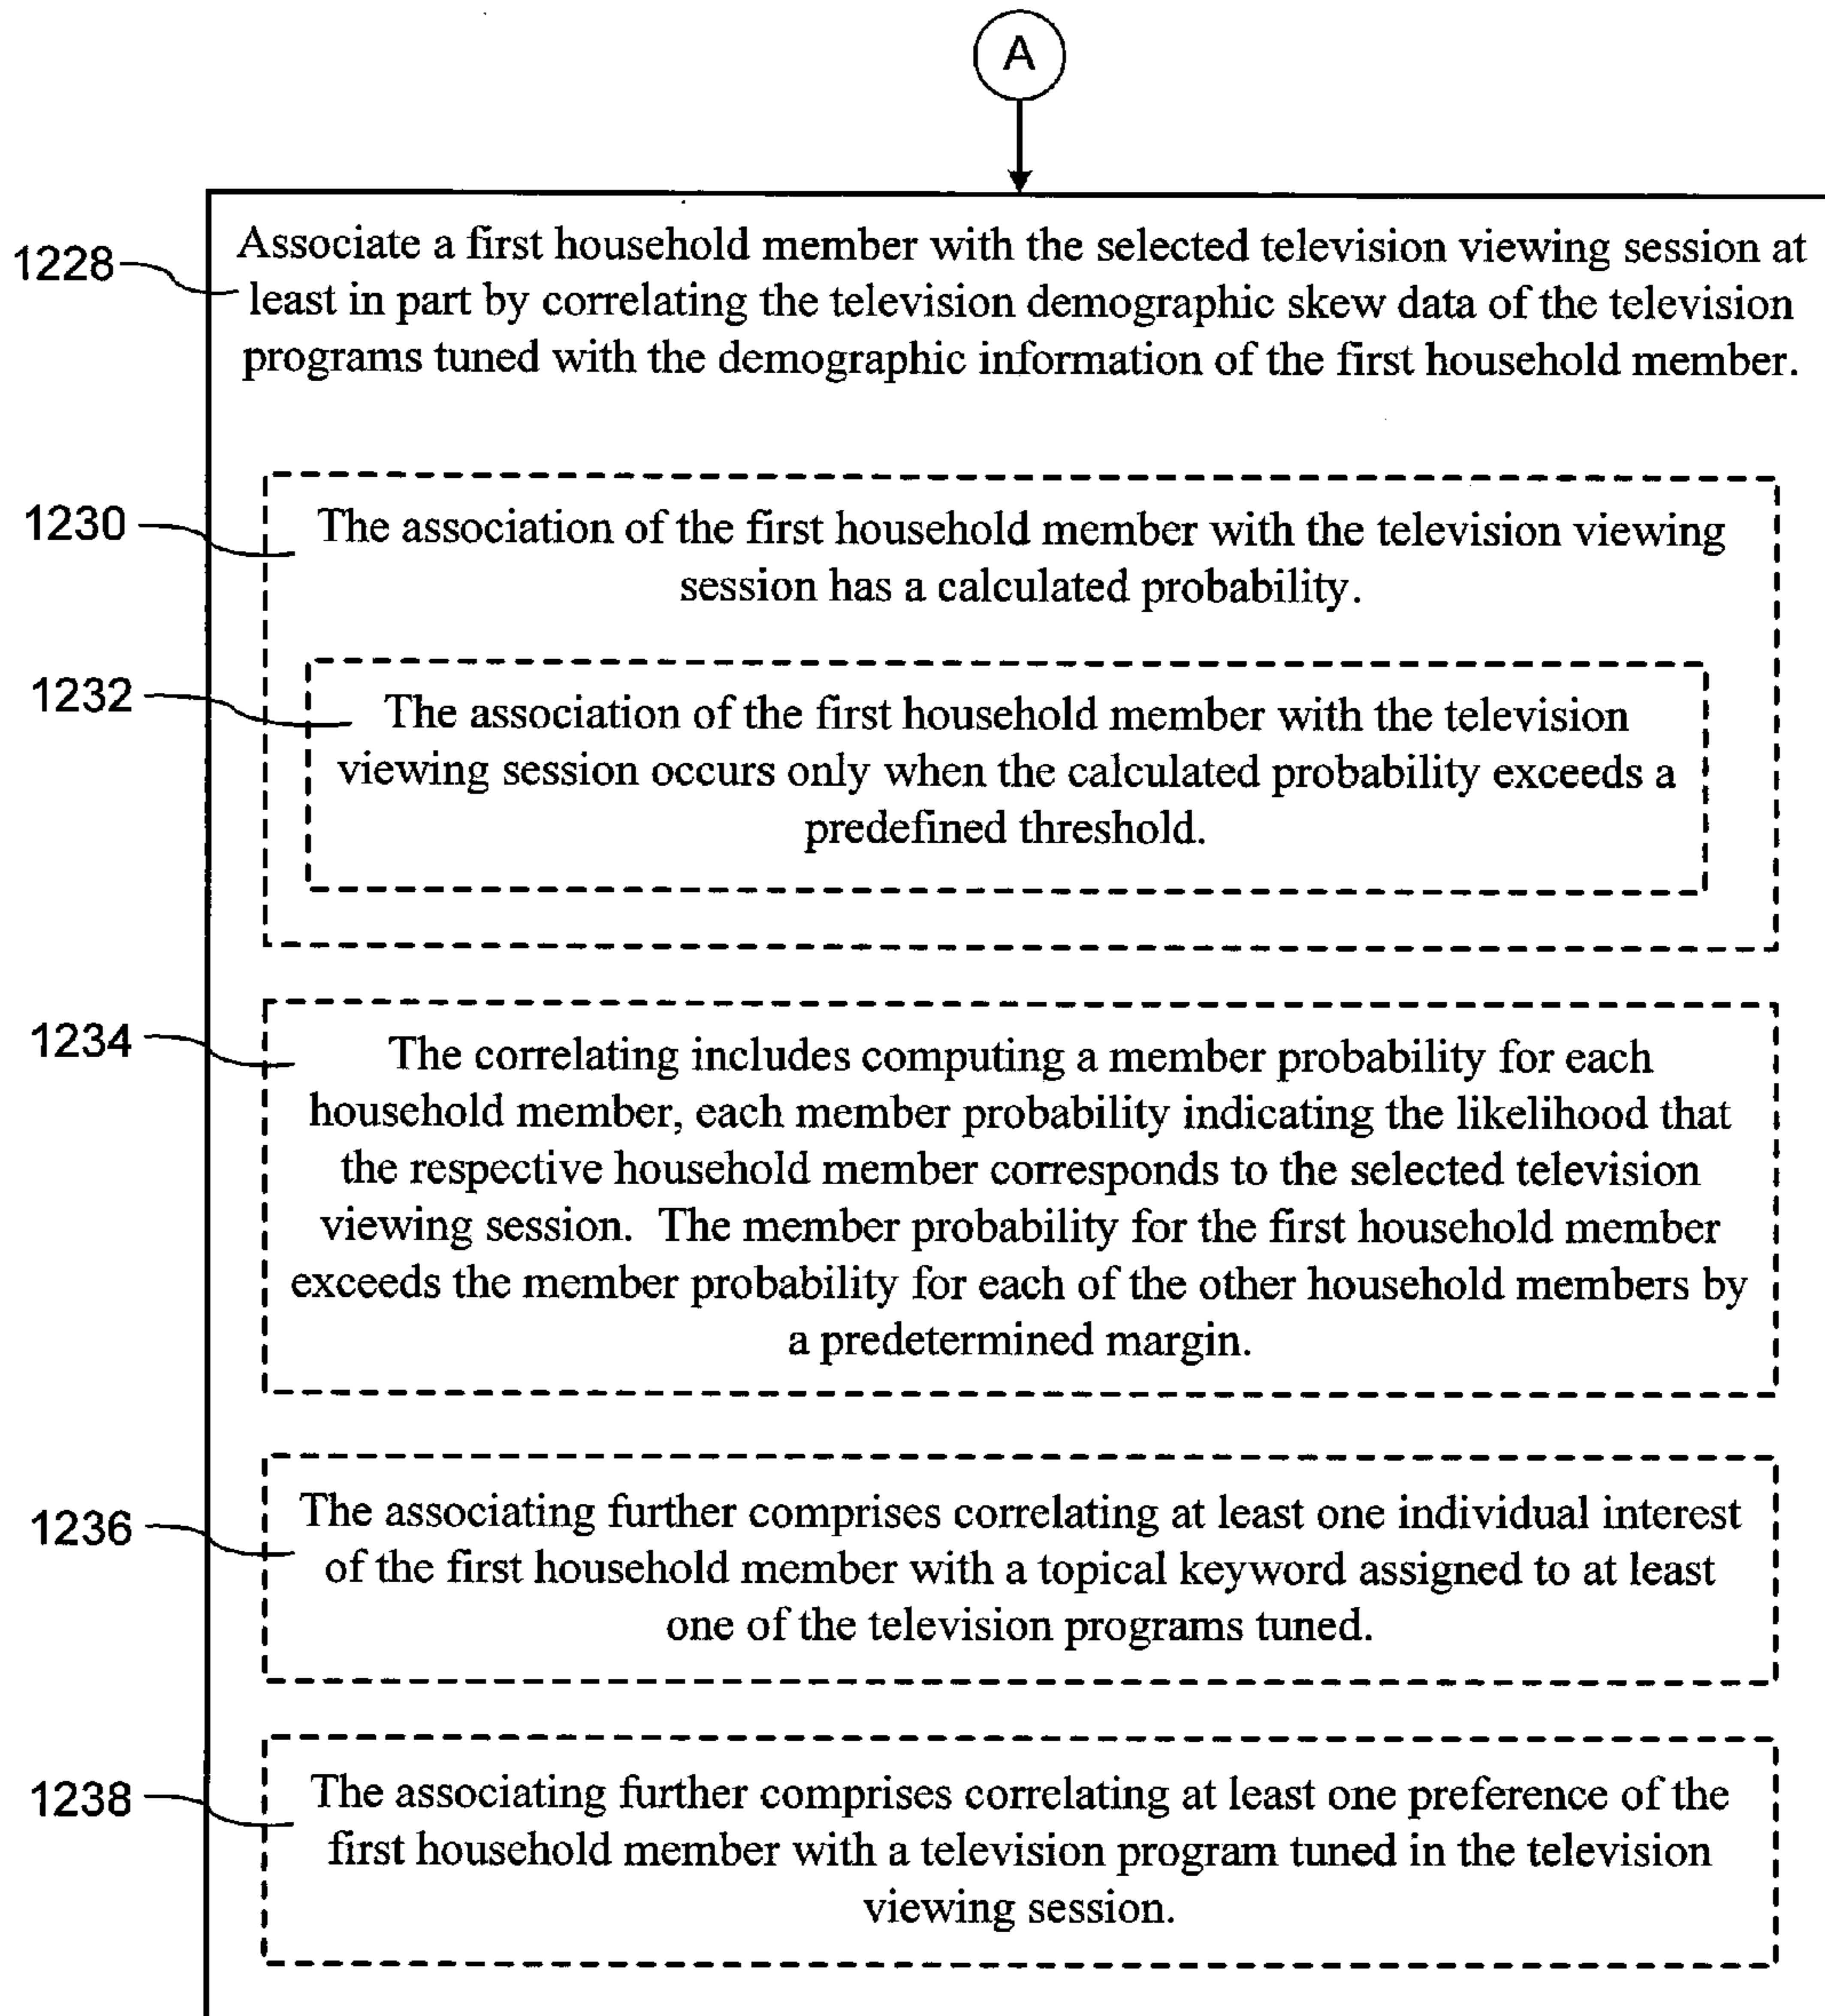 A
1228
Associate a first household member with the selected television viewing session at
least in part by correlating the television demographic skew data of the television
programs tuned with the demographic information of the first household member.
1230
The association of the first household member with the television viewing
session has a calculated probability.
1232
The association of the first household member with the television
viewing session occurs only when the calculated probability exceeds a
predefined threshold.
1234
The correlating includes computing a member probability for each
household member, each member probability indicating the likelihood that
the respective household member corresponds to the selected television
viewing session. The member probability for the first household member
exceeds the member probability for each of the other household members by
a predetermined margin.
1236
The associating further comprises correlating at least one individual interest
of the first household member with a topical keyword assigned to at least
one of the television programs tuned.
1238
The associating further comprises correlating at least one preference of the
first household member with a television program tuned in the television
viewing session.